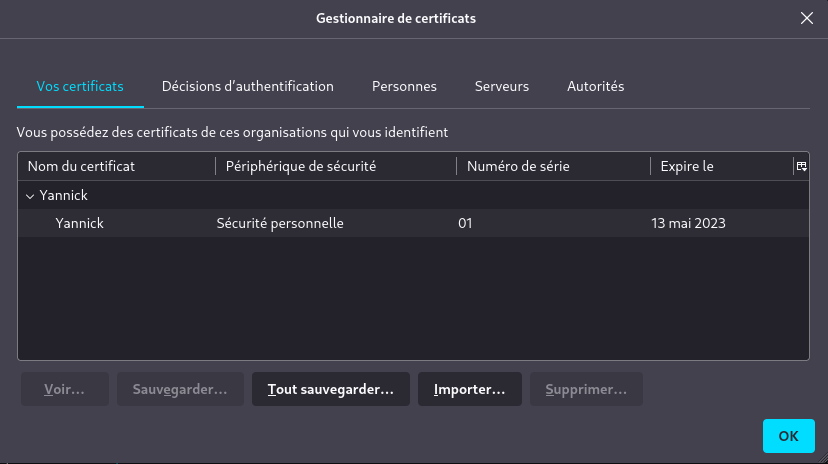 Gestionnaire de certificats
Vos certificats Décisions d'authentification Personnes Serveurs Autorités
Vous possédez des certificats de ces organisations qui vous identifient
Nom du certificat Périphérique de sécurité Numéro de série Expire le
Yannick
Yannick Sécurité personnelle 01 13 mai 2023
Voir… Sauvegarder… Tout sauvegarder… Importer… Supprimer…
OK